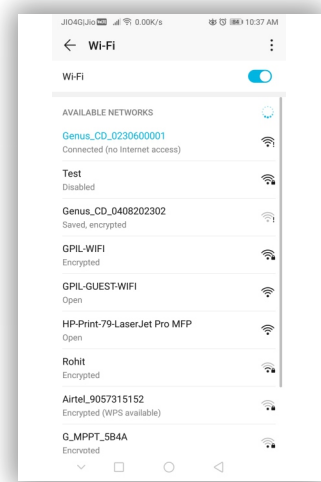 JIO4G|Jio 0.00K/s 10:37 AM
Wi-Fi
Wi-Fi
AVAILABLE NETWORKS
Genus_CD_0230600001
Connected (no Internet access)
Test
Disabled
Genus_CD_0408202302
Saved, encrypted
GPIL-WIFI
Encrypted
GPIL-GUEST-WIFI
Open
HP-Print-79-LaserJet Pro MFP
Open
Rohit
Encrypted
Airtel_9057315152
Encrypted (WPS available)
G_MPPT_5B4A
Encrypted